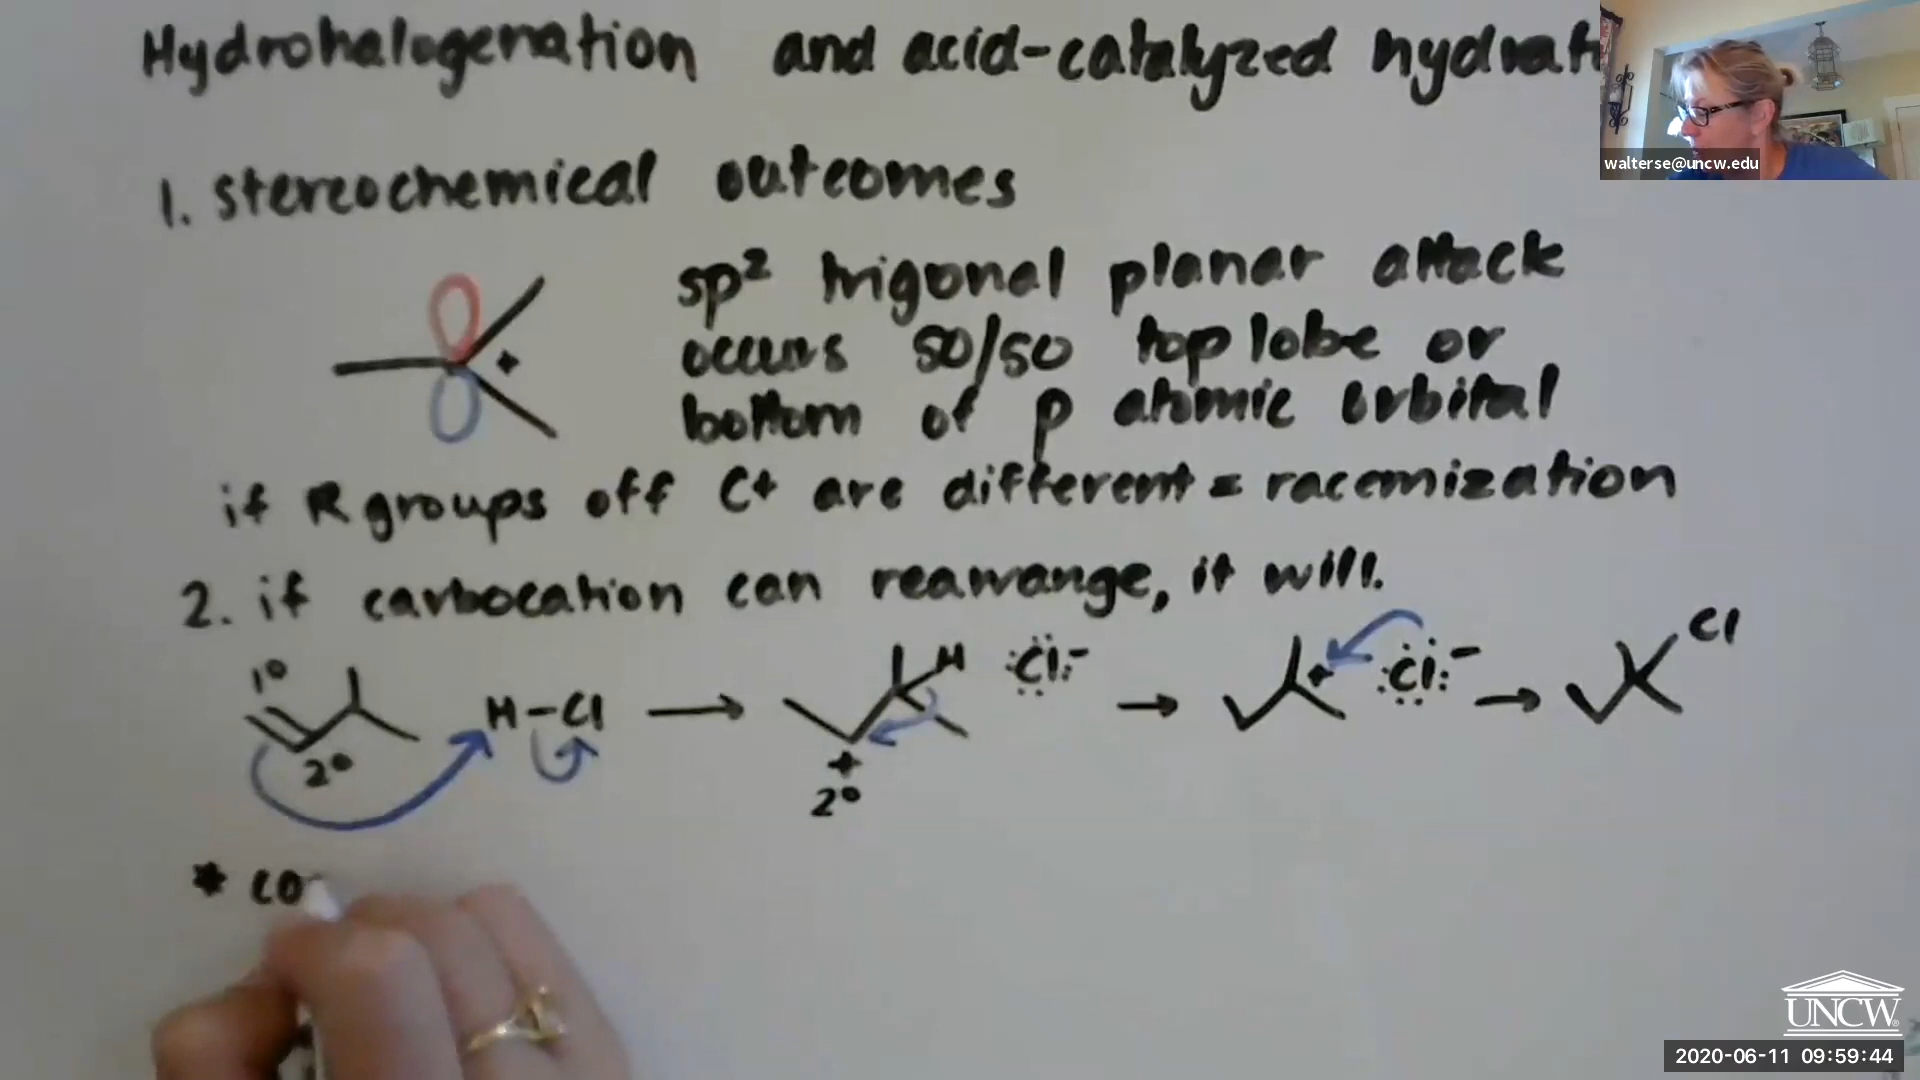 Hydrohalogenation and acid-catalyzed hydrat
walterse@uncw.edu
1. stereochemical outcomes
sp² trigonal planar attack
occurs 50/50 top lobe or
bottom of p atomic orbital
+
if R groups off C+ are different = racemization
2. if carbocation can rearrange, it will.
1° 2° H-Cl → H :Cl:- + 2° → + :Cl:- → Cl
* co
UNCW
2020-06-11 09:59:44